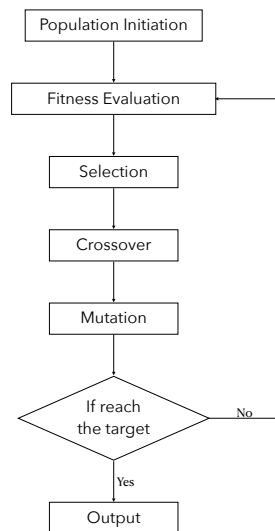 Population Initiation
Fitness Evaluation
Selection
Crossover
Mutation
If reach
the target
No
Yes
Output